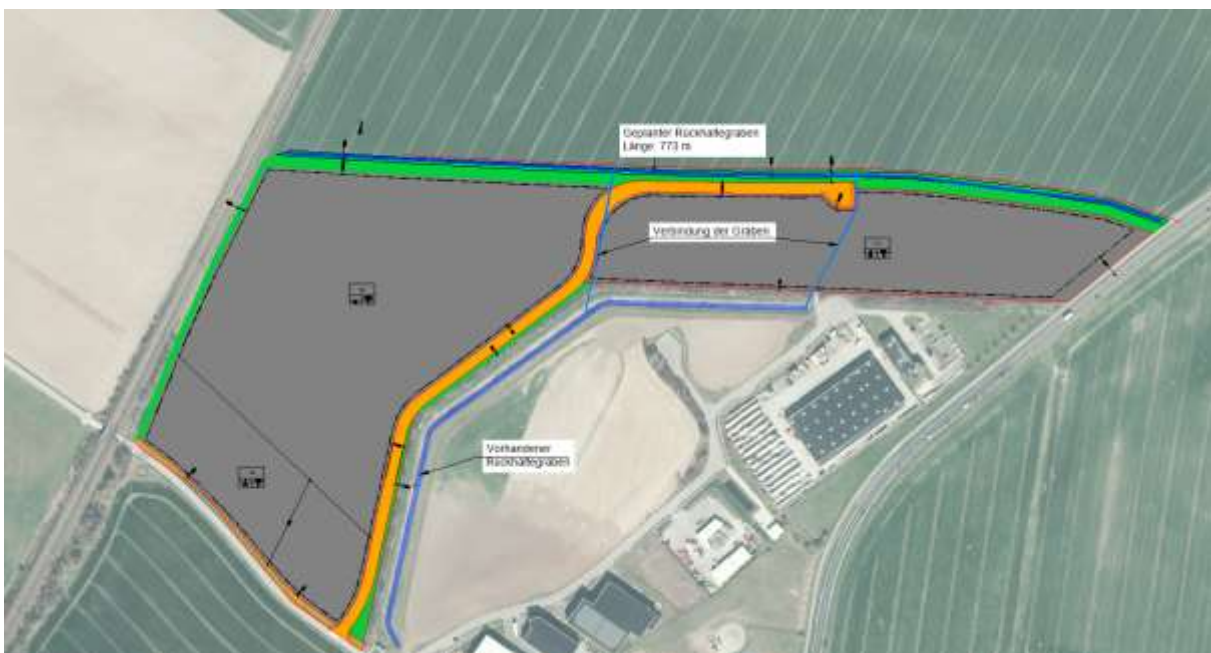 Geplanter Rückhaltegraben
Länge: 773 m
Verbindung der Gräben
Vorhandener
Rückhaltegraben